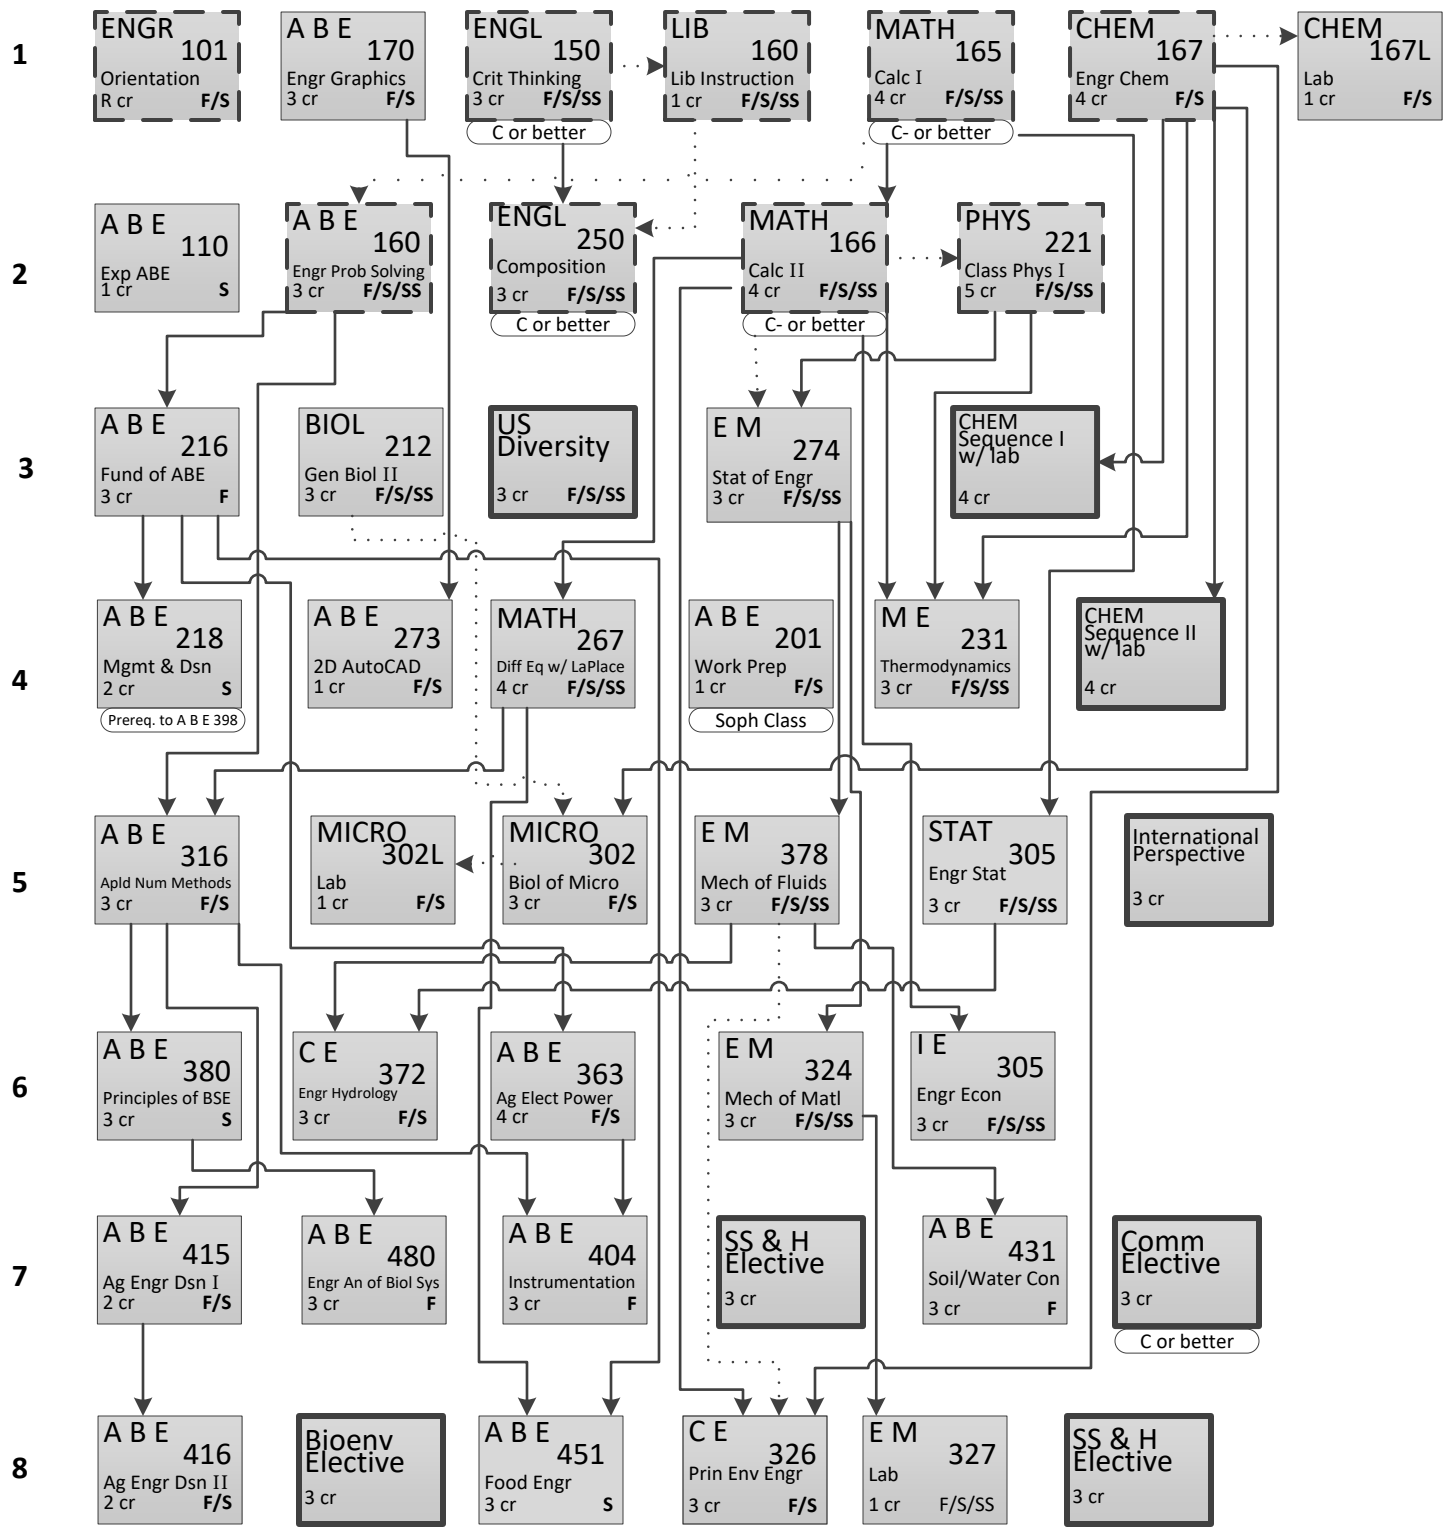 1
ENGR
101
Orientation
R cr F/S
A B E
170
Engr Graphics
3 cr F/S
ENGL
150
Crit Thinking
3 cr F/S/SS
C or better
LIB
160
Lib Instruction
1 cr F/S/SS
MATH
165
Calc I
4 cr F/S/SS
C- or better
CHEM
167
Engr Chem
4 cr F/S
CHEM
167L
Lab
1 cr F/S
2
A B E
110
Exp ABE
1 cr S
A B E
160
Engr Prob Solving
3 cr F/S/SS
ENGL
250
Composition
3 cr F/S/SS
C or better
MATH
166
Calc II
4 cr F/S/SS
C- or better
PHYS
221
Class Phys I
5 cr F/S/SS
3
A B E
216
Fund of ABE
3 cr F
BIOL
212
Gen Biol II
3 cr F/S/SS
US
Diversity
3 cr F/S/SS
E M
274
Stat of Engr
3 cr F/S/SS
CHEM
Sequence I
w/ lab
4 cr
4
A B E
218
Mgmt & Dsn
2 cr S
Prereq. to A B E 398
A B E
273
2D AutoCAD
1 cr F/S
MATH
267
Diff Eq w/ LaPlace
4 cr F/S/SS
A B E
201
Work Prep
1 cr F/S
Soph Class
M E
231
Thermodynamics
3 cr F/S/SS
CHEM
Sequence II
w/ lab
4 cr
5
A B E
316
Apld Num Methods
3 cr F/S
MICRO
302L
Lab
1 cr F/S
MICRO
302
Biol of Micro
3 cr F/S
E M
378
Mech of Fluids
3 cr F/S/SS
STAT
305
Engr Stat
3 cr F/S/SS
International
Perspective
3 cr
6
A B E
380
Principles of BSE
3 cr S
C E
372
Engr Hydrology
3 cr F/S
A B E
363
Ag Elect Power
4 cr F/S
E M
324
Mech of Matl
3 cr F/S/SS
I E
305
Engr Econ
3 cr F/S/SS
7
A B E
415
Ag Engr Dsn I
2 cr F/S
A B E
480
Engr An of Biol Sys
3 cr F
A B E
404
Instrumentation
3 cr F
SS & H
Elective
3 cr
A B E
431
Soil/Water Con
3 cr F
Comm
Elective
3 cr
C or better
8
A B E
416
Ag Engr Dsn II
2 cr F/S
Bioenv
Elective
3 cr
A B E
451
Food Engr
3 cr S
C E
326
Prin Env Engr
3 cr F/S
E M
327
Lab
1 cr F/S/SS
SS & H
Elective
3 cr